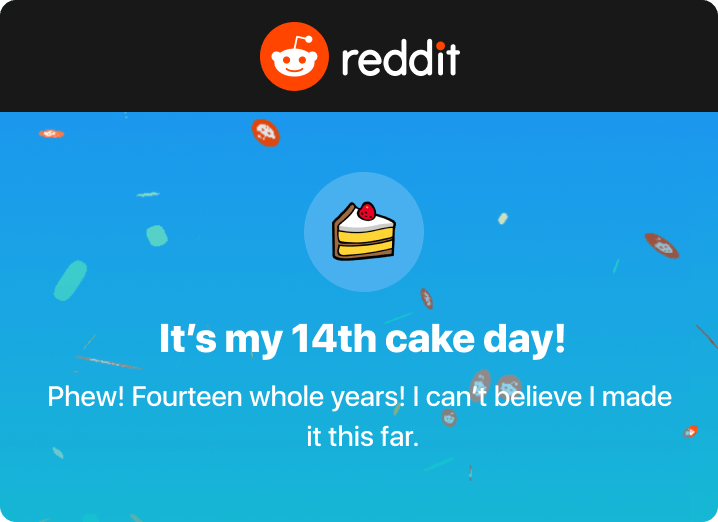 reddit
It’s my 14th cake day!
Phew! Fourteen whole years! I can’t believe I made
it this far.